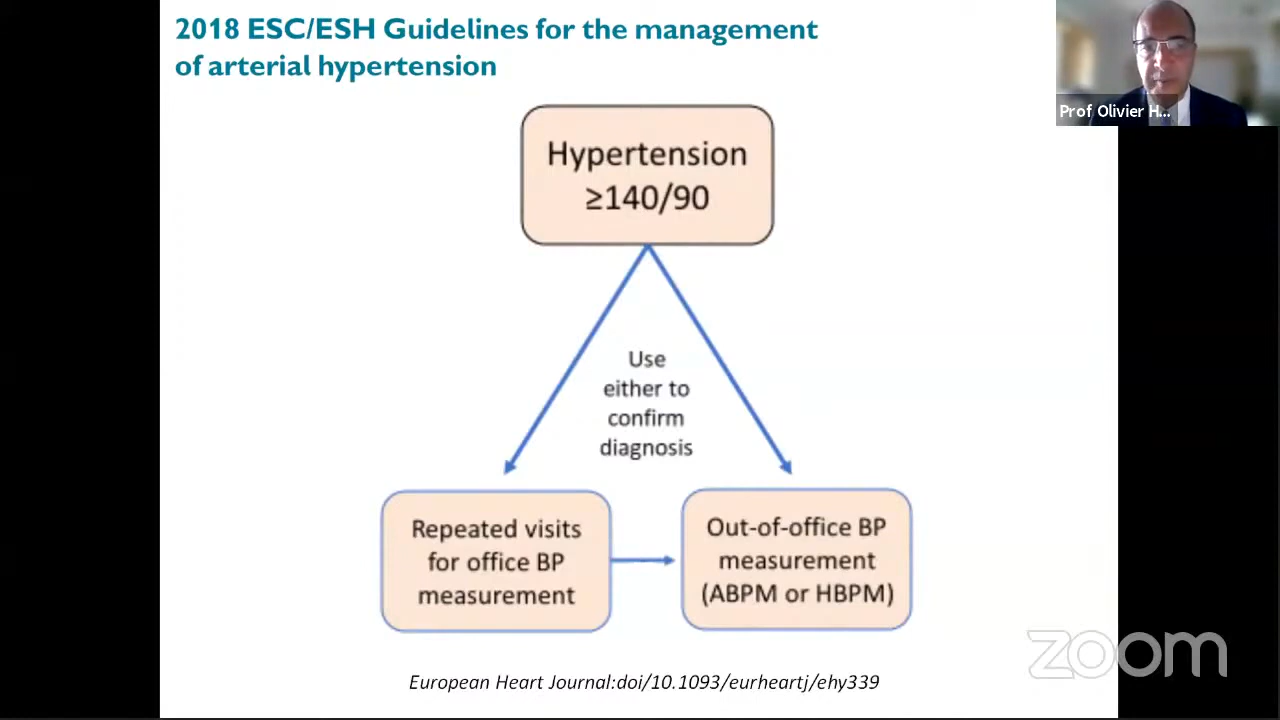 2018 ESC/ESH Guidelines for the management
of arterial hypertension
Prof Olivier H...
Hypertension
≥140/90
Use
either to
confirm
diagnosis
Repeated visits
for office BP
measurement
Out-of-office BP
measurement
(ABPM or HBPM)
zoom
European Heart Journal:doi/10.1093/eurheartj/ehy339